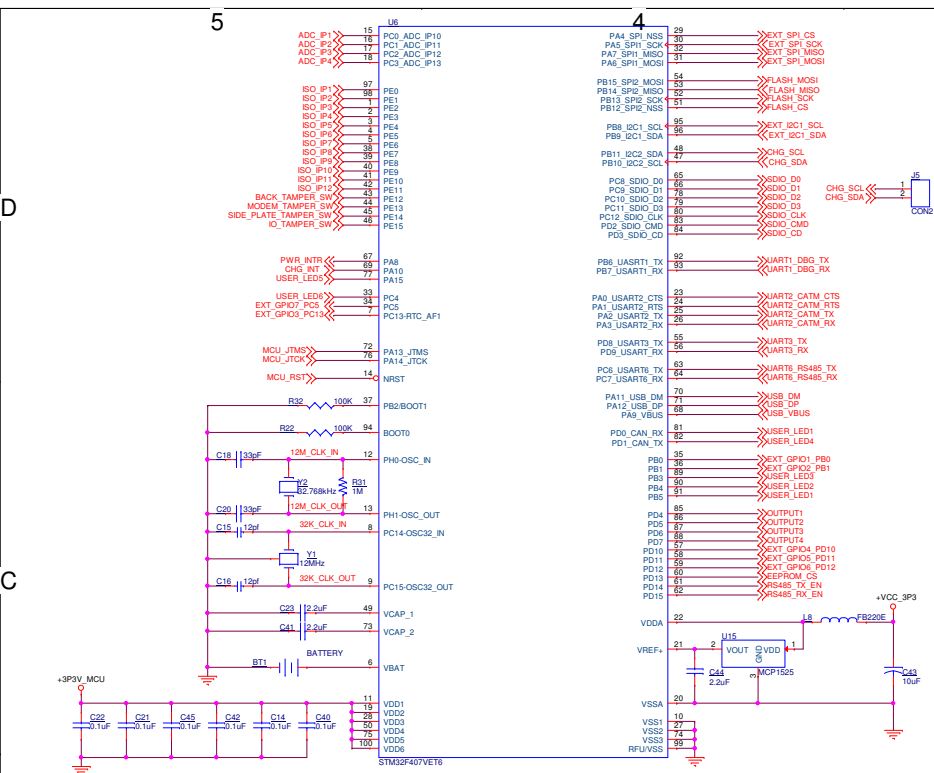 5 4
U6
ADC_IP1 15 PC0_ADC_IP10 PA4_SPI_NSS 29 EXT_SPI_CS
ADC_IP2 16 PC1_ADC_IP11 PA5_SPI1_SCK 30 EXT_SPI_SCK
ADC_IP3 17 PC2_ADC_IP12 PA7_SPI1_MISO 32 EXT_SPI_MISO
ADC_IP4 18 PC3_ADC_IP13 PA6_SPI1_MOSI 31 EXT_SPI_MOSI
PB15_SPI2_MOSI 54 FLASH_MOSI
ISO_IP1 97 PE0 PB14_SPI2_MISO 53 FLASH_MISO
ISO_IP2 98 PE1 PB13_SPI2_SCK 52 FLASH_SCK
ISO_IP3 1 PE2 PB12_SPI2_NSS 51 FLASH_CS
ISO_IP4 2 PE3
ISO_IP5 3 PE4 PB8_I2C1_SCL 95 EXT_I2C1_SCL
ISO_IP6 4 PE5 PB9_I2C1_SDA 96 EXT_I2C1_SDA
ISO_IP7 5 PE6
ISO_IP8 38 PE7 PB11_I2C2_SDA 48 CHG_SCL
ISO_IP9 39 PE8 PB10_I2C2_SCL 47 CHG_SDA
ISO_IP10 40 PE9
ISO_IP11 41 PE10 PC8_SDIO_D0 65 SDIO_D0
ISO_IP12 42 PE11 PC9_SDIO_D1 66 SDIO_D1
BACK_TAMPER_SW 43 PE12 PC10_SDIO_D2 78 SDIO_D2
MODEM_TAMPER_SW 44 PE13 PC11_SDIO_D3 79 SDIO_D3
SIDE_PLATE_TAMPER_SW 45 PE14 PC12_SDIO_CLK 80 SDIO_CLK
IO_TAMPER_SW 46 PE15 PD2_SDIO_CMD 83 SDIO_CMD
PD3_SDIO_CD 84 SDIO_CD
J5
CHG_SCL 1
CHG_SDA 2
CON2
D
PWR_INTR 67 PA8 PB6_UASRT1_TX 92 UART1_DBG_TX
CHG_INT 69 PA10 PB7_USART1_RX 93 UART1_DBG_RX
USER_LED5 77 PA15
USER_LED6 33 PC4 PA0_USART2_CTS 23 UART2_CATM_CTS
EXT_GPIO7_PC5 34 PC5 PA1_USART2_RTS 24 UART2_CATM_RTS
EXT_GPIO3_PC13 7 PC13-RTC_AF1 PA2_USART2_TX 25 UART2_CATM_TX
PA3_USART2_RX 26 UART2_CATM_RX
PD8_USART3_TX 55 UART3_TX
MCU_JTMS 72 PA13_JTMS PD9_USART_RX 56 UART3_RX
MCU_JTCK 76 PA14_JTCK
PC6_USART6_TX 63 UART6_RS485_TX
MCU_RST 14 NRST PC7_USART6_RX 64 UART6_RS485_RX
PA11_USB_DM 70 USB_DM
R32 100K 37 PB2/BOOT1 PA12_USB_DP 71 USB_DP
PA9_VBUS 68 USB_VBUS
R22 100K 94 BOOT0 PD0_CAN_RX 81 USER_LED1
PD1_CAN_TX 82 USER_LED4
C18 33pF 12M_CLK_IN 12 PH0-OSC_IN PB0 35 EXT_GPIO1_PB0
PB1 36 EXT_GPIO2_PB1
Y2 R31 PB3 89 USER_LED3
32.768kHz 1M PB4 90 USER_LED2
PB5 91 USER_LED1
12M_CLK_OUT
C20 33pF 13 PH1-OSC_OUT PD4 85 OUTPUT1
C15 12pf 32K_CLK_IN 8 PC14-OSC32_IN PD5 86 OUTPUT2
PD6 87 OUTPUT3
PD7 88 OUTPUT4
Y1 PD10 57 EXT_GPIO4_PD10
12MHz PD11 58 EXT_GPIO5_PD11
PD12 59 EXT_GPIO6_PD12
C
32K_CLK_OUT PD13 60 EEPROM_CS
C16 12pf 9 PC15-OSC32_OUT PD14 61 RS485_TX_EN
PD15 62 RS485_RX_EN
C23 2.2uF 49 VCAP_1
C41 2.2uF 73 VCAP_2
+VCC_3P3
VDDA 22 L8 FB220E
BATTERY
BT1 6 VBAT
VREF+ 21 2 VOUT GND VDD 1
U15
3
MCP1525
C44
2.2uF
C43
10uF
+3P3V_MCU
11 VDD1 VSSA 20
19 VDD2
28 VDD3 VSS1 10
50 VDD4 VSS2 27
75 VDD5 VSS3 74
100 VDD6 RFU/VSS 99
C22 C21 C45 C42 C14 C40
0.1uF 0.1uF 0.1uF 0.1uF 0.1uF 0.1uF
STM32F407VET6